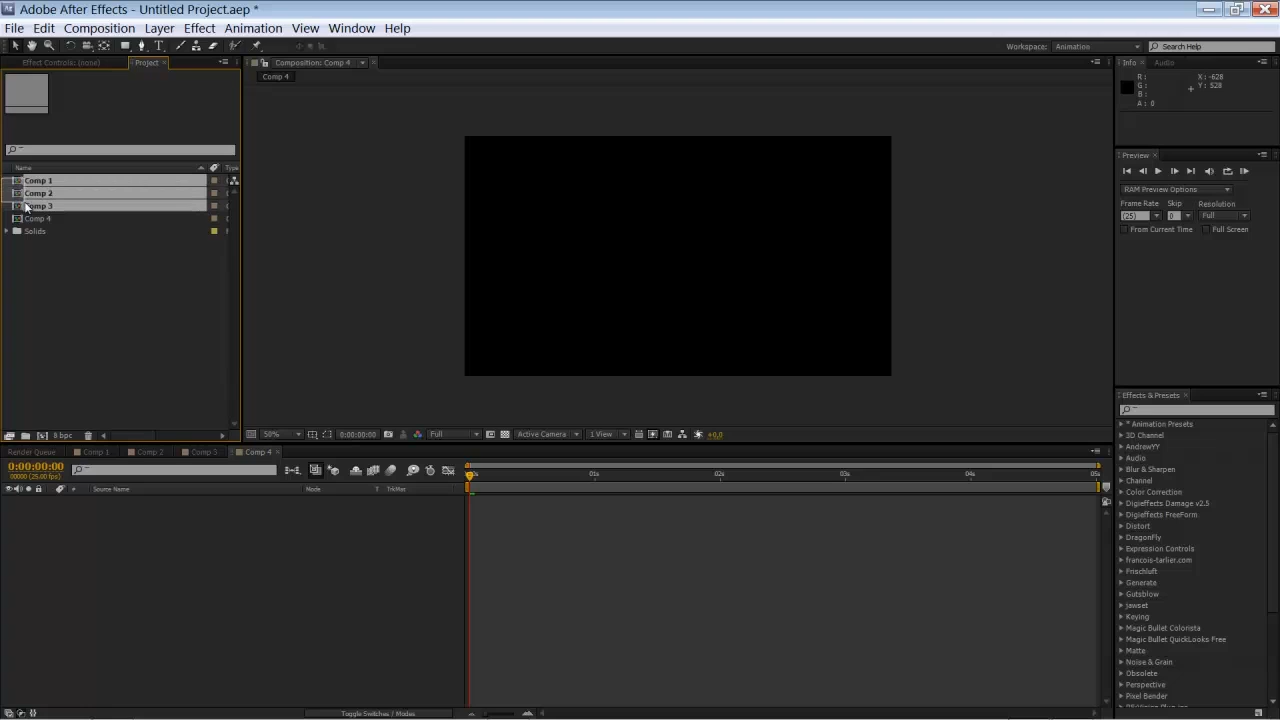 Adobe After Effects - Untitled Project.aep *
File Edit Composition Layer Effect Animation View Window Help
Workspace: Animation Search Help
Effect Controls: (none) Project Composition: Comp 4 Info Audio
Comp 4
R: X: -628
G: Y: 528
B:
A: 0
Preview
Name Type
Comp 1
Comp 2
Comp 3
Comp 4
Solids
RAM Preview Options
Frame Rate Skip Resolution
(25) 0 Full
From Current Time Full Screen
8 bpc 58% 0:00:00:00 Full Active Camera 1 View +0.0
Render Queue Comp 1 Comp 2 Comp 3 Comp 4
0:00:00:00
00000 (25.00 fps)
# Source Name Mode T TrkMat
01s 02s 03s 04s 05s
Effects & Presets
* Animation Presets
3D Channel
AndrewYY
Audio
Blur & Sharpen
Channel
Color Correction
Digieffects Damage v2.5
Digieffects FreeForm
Distort
DragonFly
Expression Controls
francois-tarlier.com
Frischluft
Generate
Gutsblow
jawset
Keying
Magic Bullet Colorista
Magic Bullet QuickLooks Free
Matte
Noise & Grain
Obsolete
Perspective
Pixel Bender
Toggle Switches / Modes